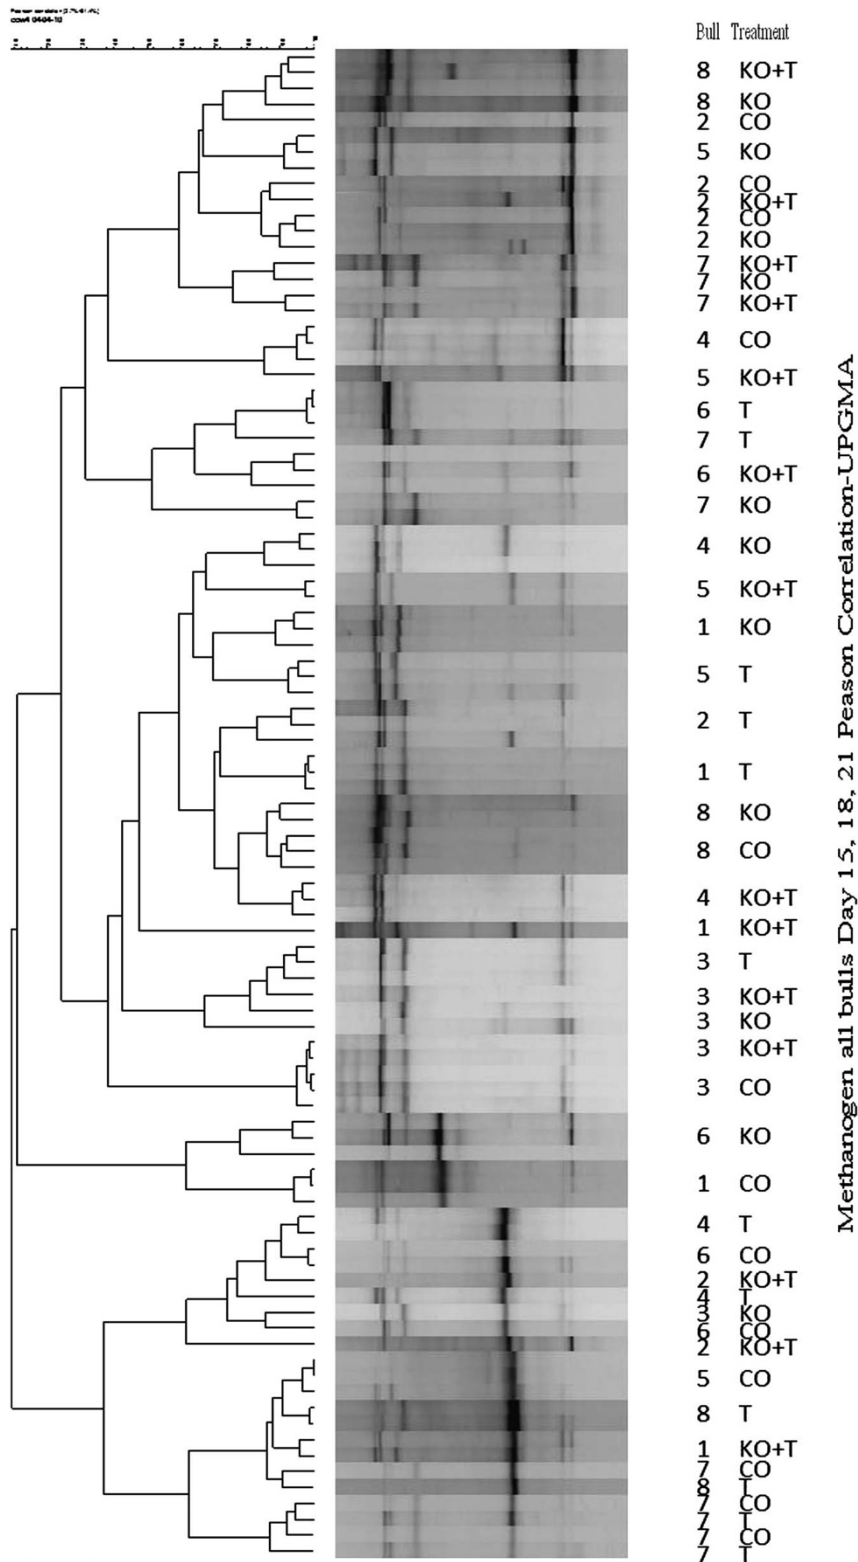 cow4 0404-10
Bull Treatment
8 KO+T
8 KO
2 CO
5 KO
2 CO
2 KO+T
2 CO
2 KO
7 KO+T
7 KO
7 KO+T
4 CO
5 KO+T
6 T
7 T
6 KO+T
7 KO
4 KO
5 KO+T
1 KO
5 T
2 T
1 T
8 KO
8 CO
4 KO+T
1 KO+T
3 T
3 KO+T
3 KO
3 KO+T
3 CO
6 KO
1 CO
4 T
6 CO
2 KO+T
4 T
3 KO
6 CO
2 KO+T
5 CO
8 T
1 KO+T
7 CO
8 T
7 CO
7 T
7 CO
7 T
Methanogen all bulls Day 15, 18, 21 Peason Correlation-UPGMA